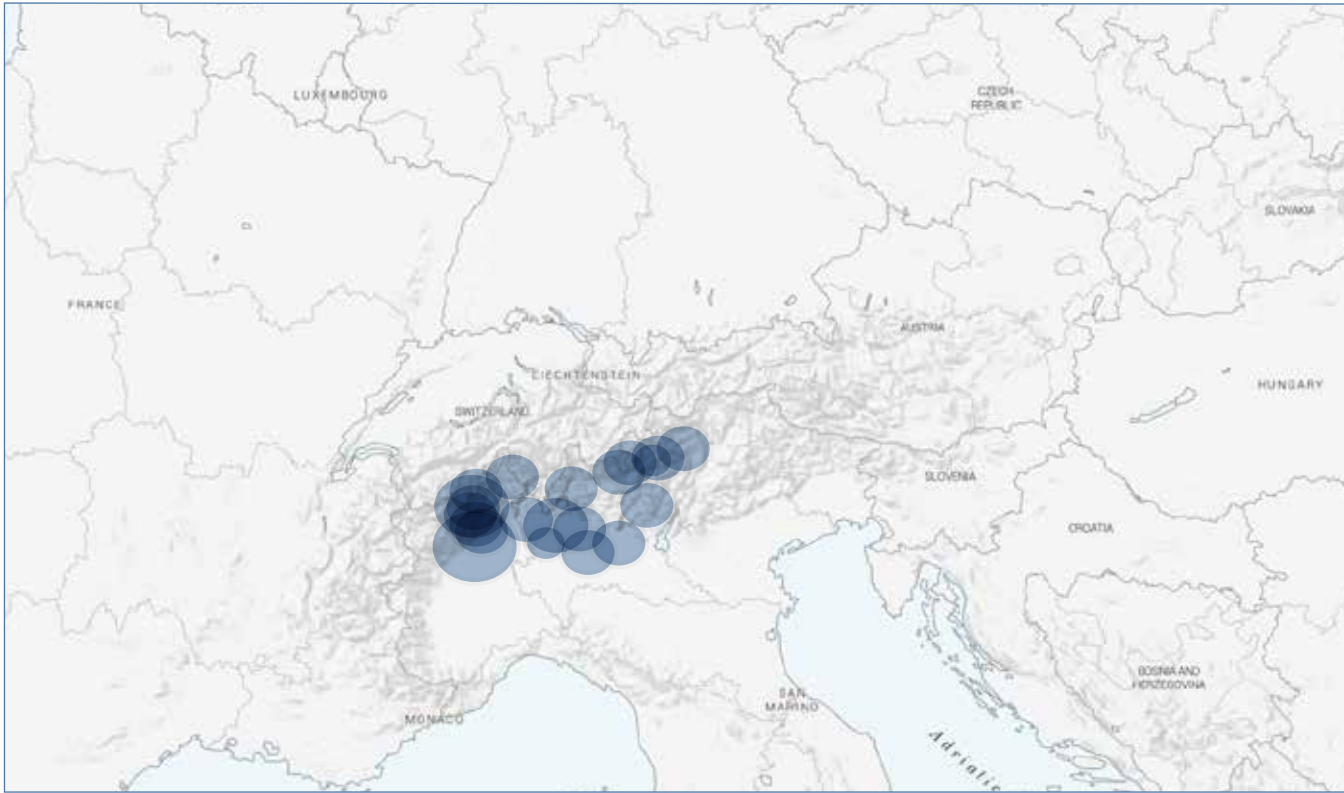 LUXEMBOURG
CZECH
REPUBLIC
SLOVAKIA
FRANCE
AUSTRIA
LIECHTENSTEIN
HUNGARY
SWITZERLAND
SLOVENIA
CROATIA
BOSNIA AND
HERZEGOVINA
SAN
MARINO
MONACO
Adriatic